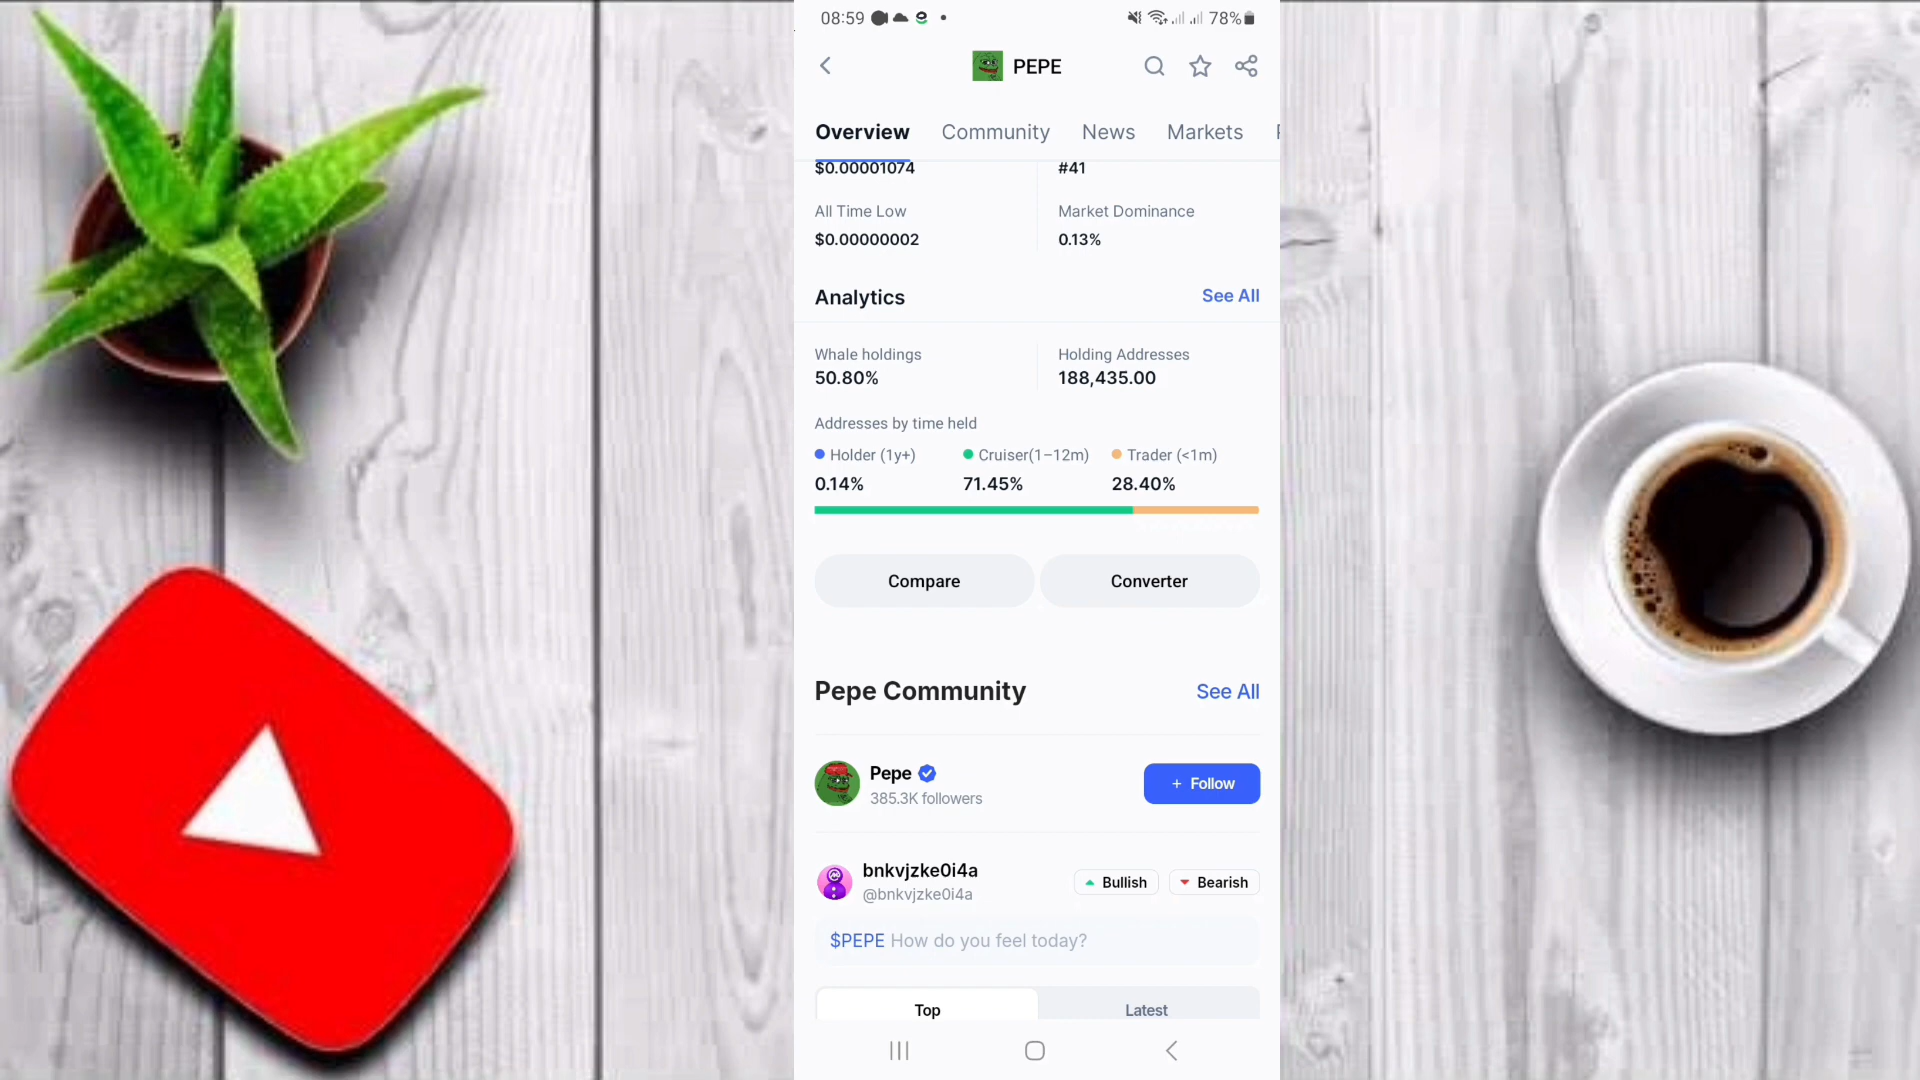 08:59 78%
PEPE
Overview Community News Markets
$0.00001074 #41
All Time Low Market Dominance
$0.00000002 0.13%
Analytics See All
Whale holdings Holding Addresses
50.80% 188,435.00
Addresses by time held
Holder (1y+) Cruiser(1-12m) Trader (<1m)
0.14% 71.45% 28.40%
Compare Converter
Pepe Community See All
Pepe
385.3K followers
+ Follow
bnkvjzke0i4a
@bnkvjzke0i4a
Bullish Bearish
$PEPE How do you feel today?
Top Latest